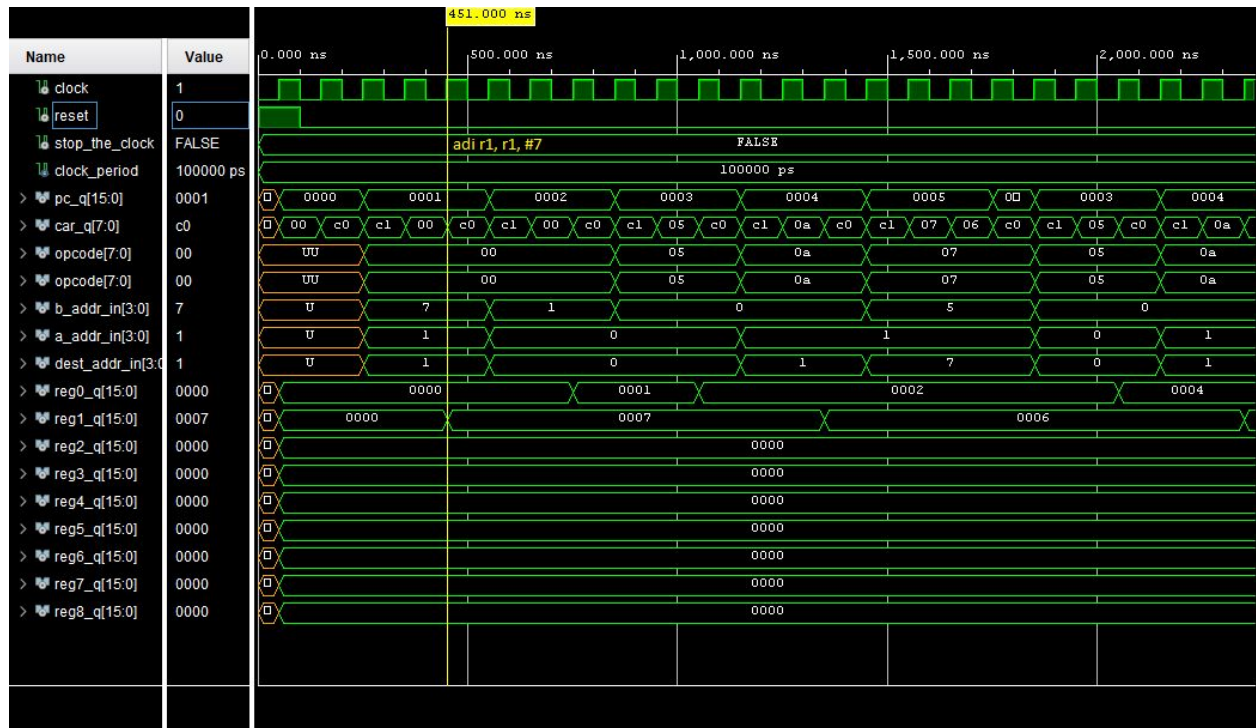 451.000 ns
Name Value 0.000 ns 500.000 ns 1,000.000 ns 1,500.000 ns 2,000.000 ns
clock 1
reset 0
stop_the_clock FALSE adi r1, r1, #7 FALSE
clock_period 100000 ps 100000 ps
pc_q[15:0] 0001 0000 0001 0002 0003 0004 0005 0003 0004
car_q[7:0] c0 00 c0 c1 00 c0 c1 00 c0 c1 05 c0 c1 0a c0 c1 07 06 c0 c1 05 c0 c1 0a
opcode[7:0] 00 UU 00 05 0a 07 05 0a
opcode[7:0] 00 UU 00 05 0a 07 05 0a
b_addr_in[3:0] 7 U 7 1 0 5 0
a_addr_in[3:0] 1 U 1 0 1 0 1
dest_addr_in[3:0 1 U 1 0 1 7 0 1
reg0_q[15:0] 0000 0000 0001 0002 0004
reg1_q[15:0] 0007 0000 0007 0006
reg2_q[15:0] 0000 0000
reg3_q[15:0] 0000 0000
reg4_q[15:0] 0000 0000
reg5_q[15:0] 0000 0000
reg6_q[15:0] 0000 0000
reg7_q[15:0] 0000 0000
reg8_q[15:0] 0000 0000